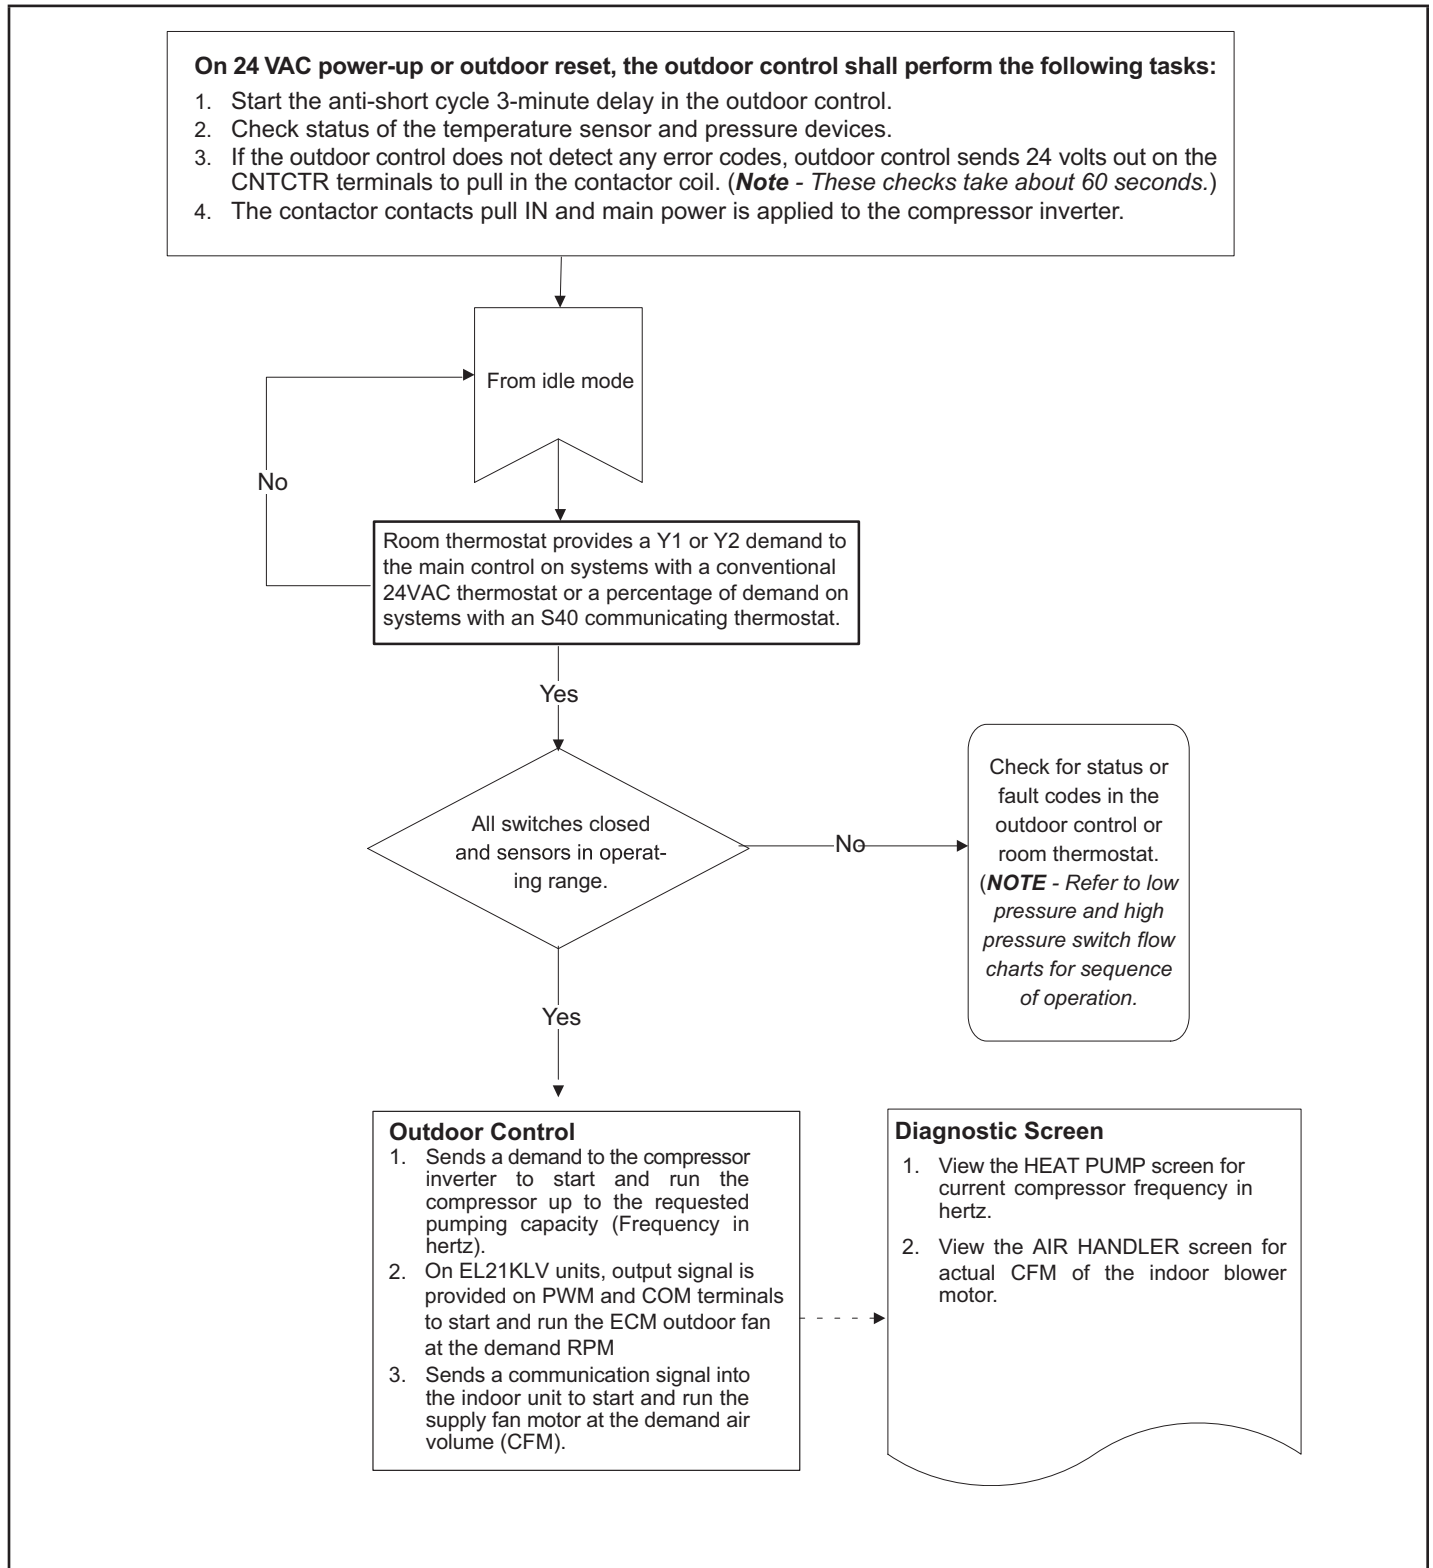 On 24 VAC power-up or outdoor reset, the outdoor control shall perform the following tasks:
1. Start the anti-short cycle 3-minute delay in the outdoor control.
2. Check status of the temperature sensor and pressure devices.
3. If the outdoor control does not detect any error codes, outdoor control sends 24 volts out on the
CNTCTR terminals to pull in the contactor coil. (Note - These checks take about 60 seconds.)
4. The contactor contacts pull IN and main power is applied to the compressor inverter.
From idle mode
No
Room thermostat provides a Y1 or Y2 demand to
the main control on systems with a conventional
24VAC thermostat or a percentage of demand on
systems with an S40 communicating thermostat.
Yes
All switches closed
and sensors in operat-
ing range.
No
Check for status or
fault codes in the
outdoor control or
room thermostat.
(NOTE - Refer to low
pressure and high
pressure switch flow
charts for sequence
of operation.
Yes
Outdoor Control
1. Sends a demand to the compressor
inverter to start and run the
compressor up to the requested
pumping capacity (Frequency in
hertz).
2. On EL21KLV units, output signal is
provided on PWM and COM terminals
to start and run the ECM outdoor fan
at the demand RPM
3. Sends a communication signal into
the indoor unit to start and run the
supply fan motor at the demand air
volume (CFM).
Diagnostic Screen
1. View the HEAT PUMP screen for
current compressor frequency in
hertz.
2. View the AIR HANDLER screen for
actual CFM of the indoor blower
motor.